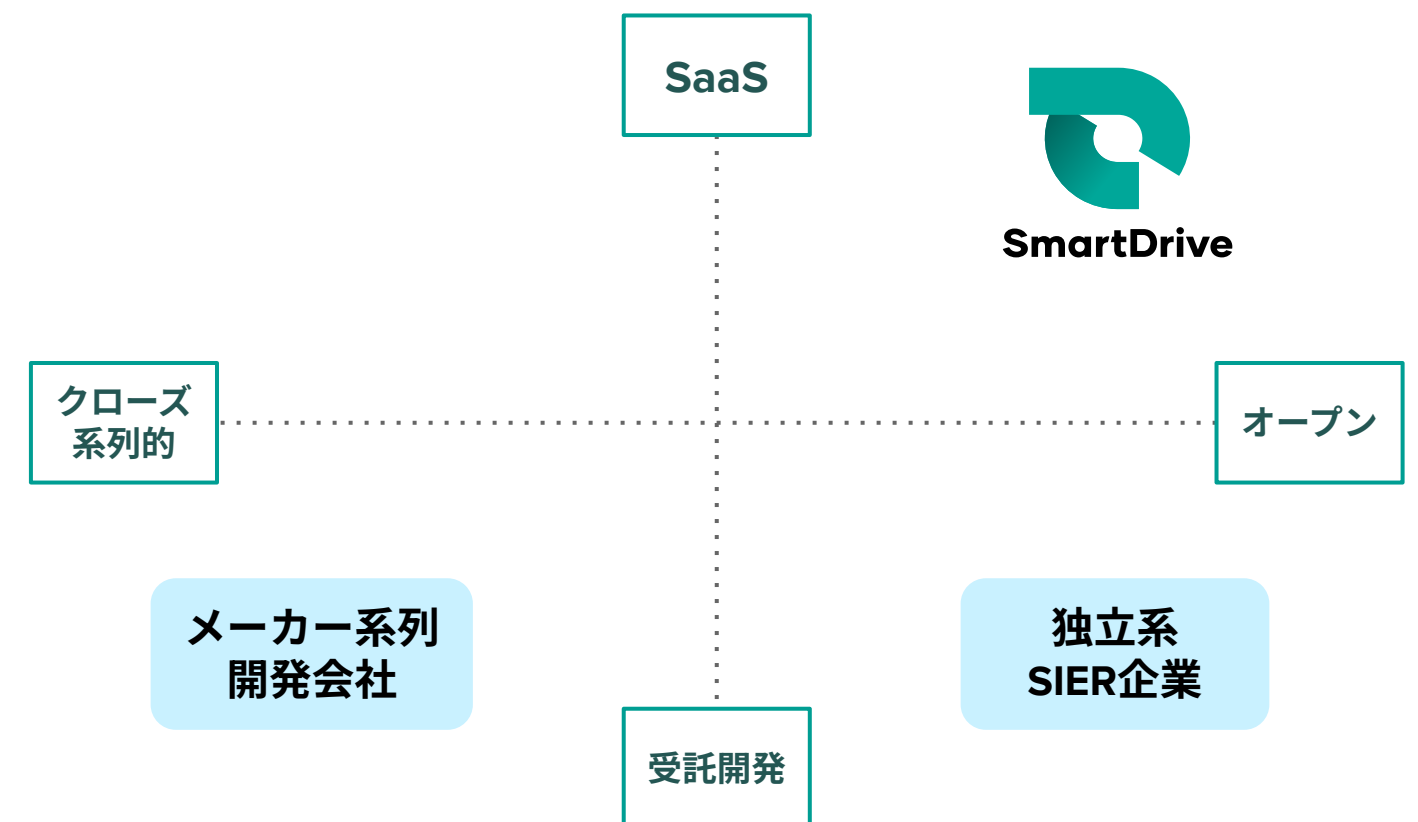 SaaS
SmartDrive
クローズ
系列的
オープン
メーカー系列
開発会社
独立系
SIER企業
受託開発